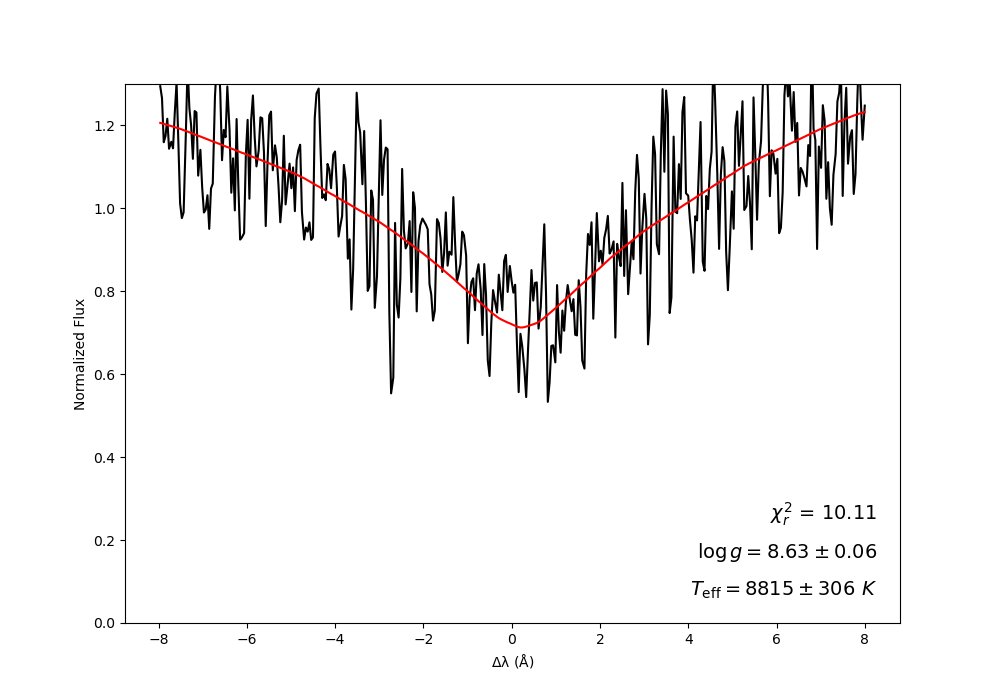 1.2
1.0
0.8
0.6
0.4
0.2
0.0
Normalized Flux
χ²ᵣ = 10.11
log g = 8.63 ± 0.06
T_eff = 8815 ± 306 K
−8 −6 −4 −2 0 2 4 6 8
Δλ (Å)